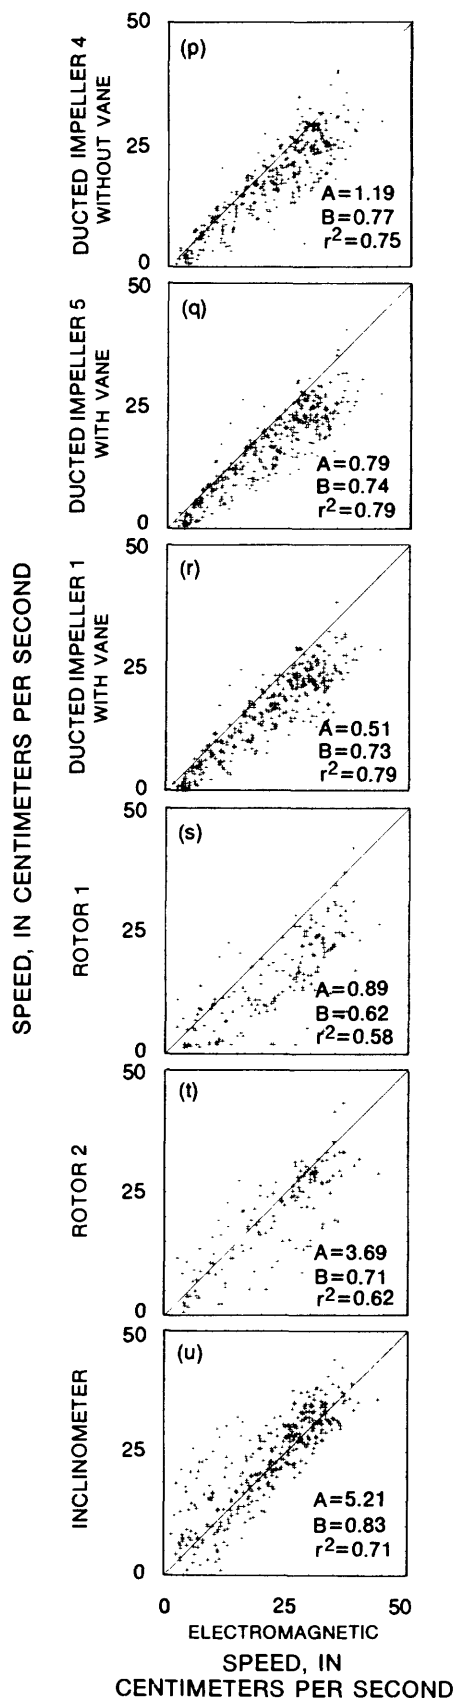 SPEED, IN CENTIMETERS PER SECOND
DUCTED IMPELLER 4
WITHOUT VANE
50
25
0
(p)
A=1.19
B=0.77
r²=0.75
DUCTED IMPELLER 5
WITH VANE
50
25
0
(q)
A=0.79
B=0.74
r²=0.79
DUCTED IMPELLER 1
WITH VANE
50
25
0
(r)
A=0.51
B=0.73
r²=0.79
ROTOR 1
50
25
0
(s)
A=0.89
B=0.62
r²=0.58
ROTOR 2
50
25
0
(t)
A=3.69
B=0.71
r²=0.62
INCLINOMETER
50
25
0
(u)
A=5.21
B=0.83
r²=0.71
0 25 50
ELECTROMAGNETIC
SPEED, IN
CENTIMETERS PER SECOND